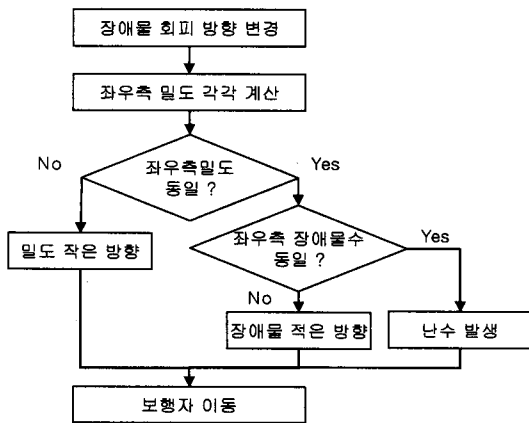 장애물 회피 방향 변경
좌우측 밀도 각각 계산
No
좌우측밀도
동일 ?
Yes
밀도 작은 방향
좌우측 장애물수
동일 ?
Yes
No
장애물 적은 방향
난수 발생
보행자 이동